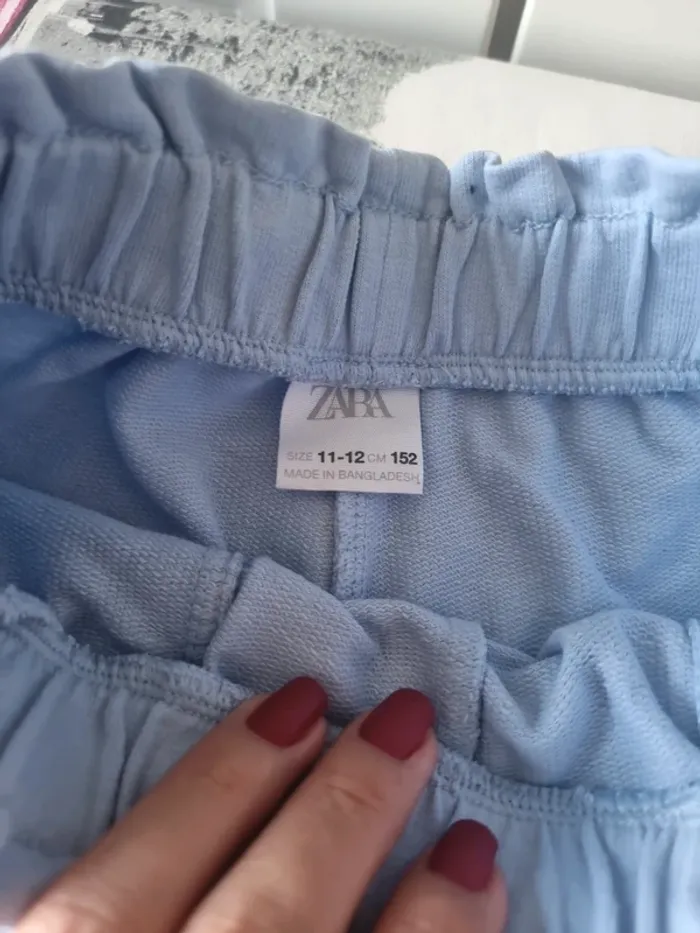 ZARA
SIZE 11-12 CM 152
MADE IN BANGLADESH